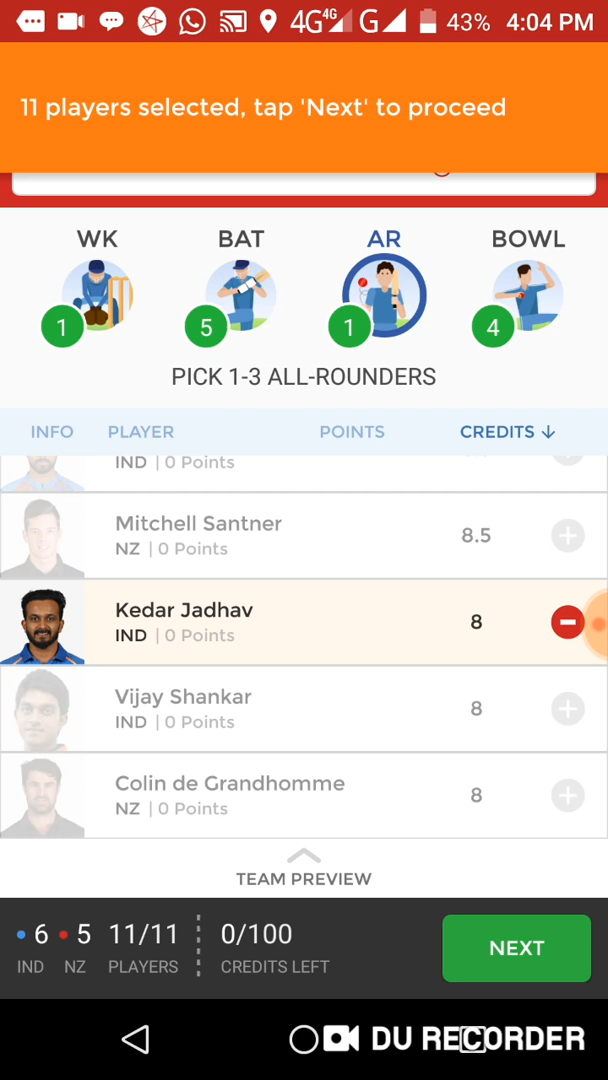 4G 4G G 43% 4:04 PM
11 players selected, tap 'Next' to proceed
WK BAT AR BOWL
1 5 1 4
PICK 1-3 ALL-ROUNDERS
INFO PLAYER POINTS CREDITS ↓
IND | 0 Points
Mitchell Santner
NZ | 0 Points
8.5
Kedar Jadhav
IND | 0 Points
8
Vijay Shankar
IND | 0 Points
8
Colin de Grandhomme
NZ | 0 Points
8
TEAM PREVIEW
6 5 11/11 0/100
IND NZ PLAYERS CREDITS LEFT
NEXT
DU RECORDER